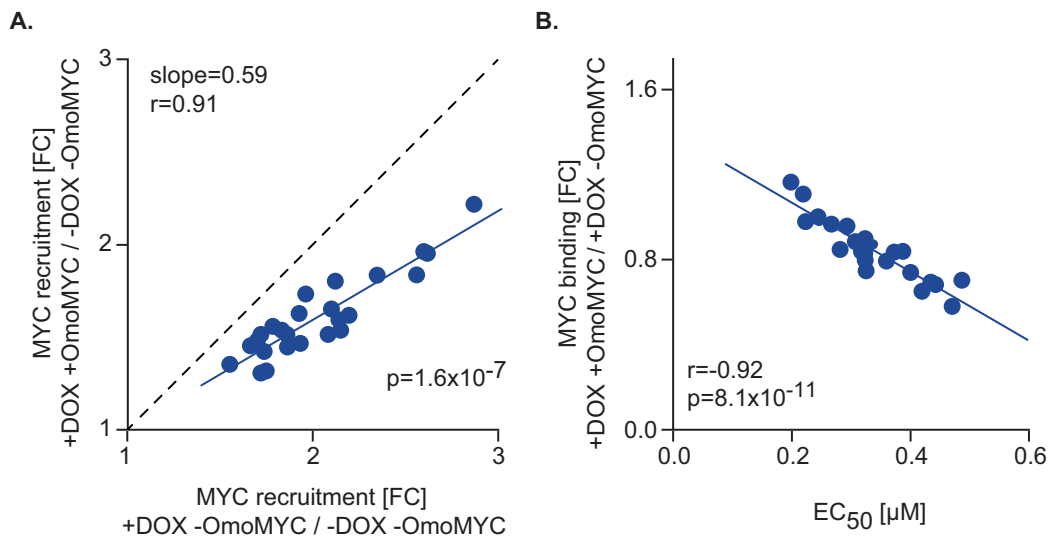 A.
MYC recruitment [FC]
+DOX +OmoMYC / -DOX -OmoMYC
3
2
1
slope=0.59
r=0.91
p=1.6x10-7
1 2 3
MYC recruitment [FC]
+DOX -OmoMYC / -DOX -OmoMYC
B.
MYC binding [FC]
+DOX +OmoMYC / +DOX -OmoMYC
1.6
0.8
0.0
r=-0.92
p=8.1x10-11
0.0 0.2 0.4 0.6
EC50 [µM]